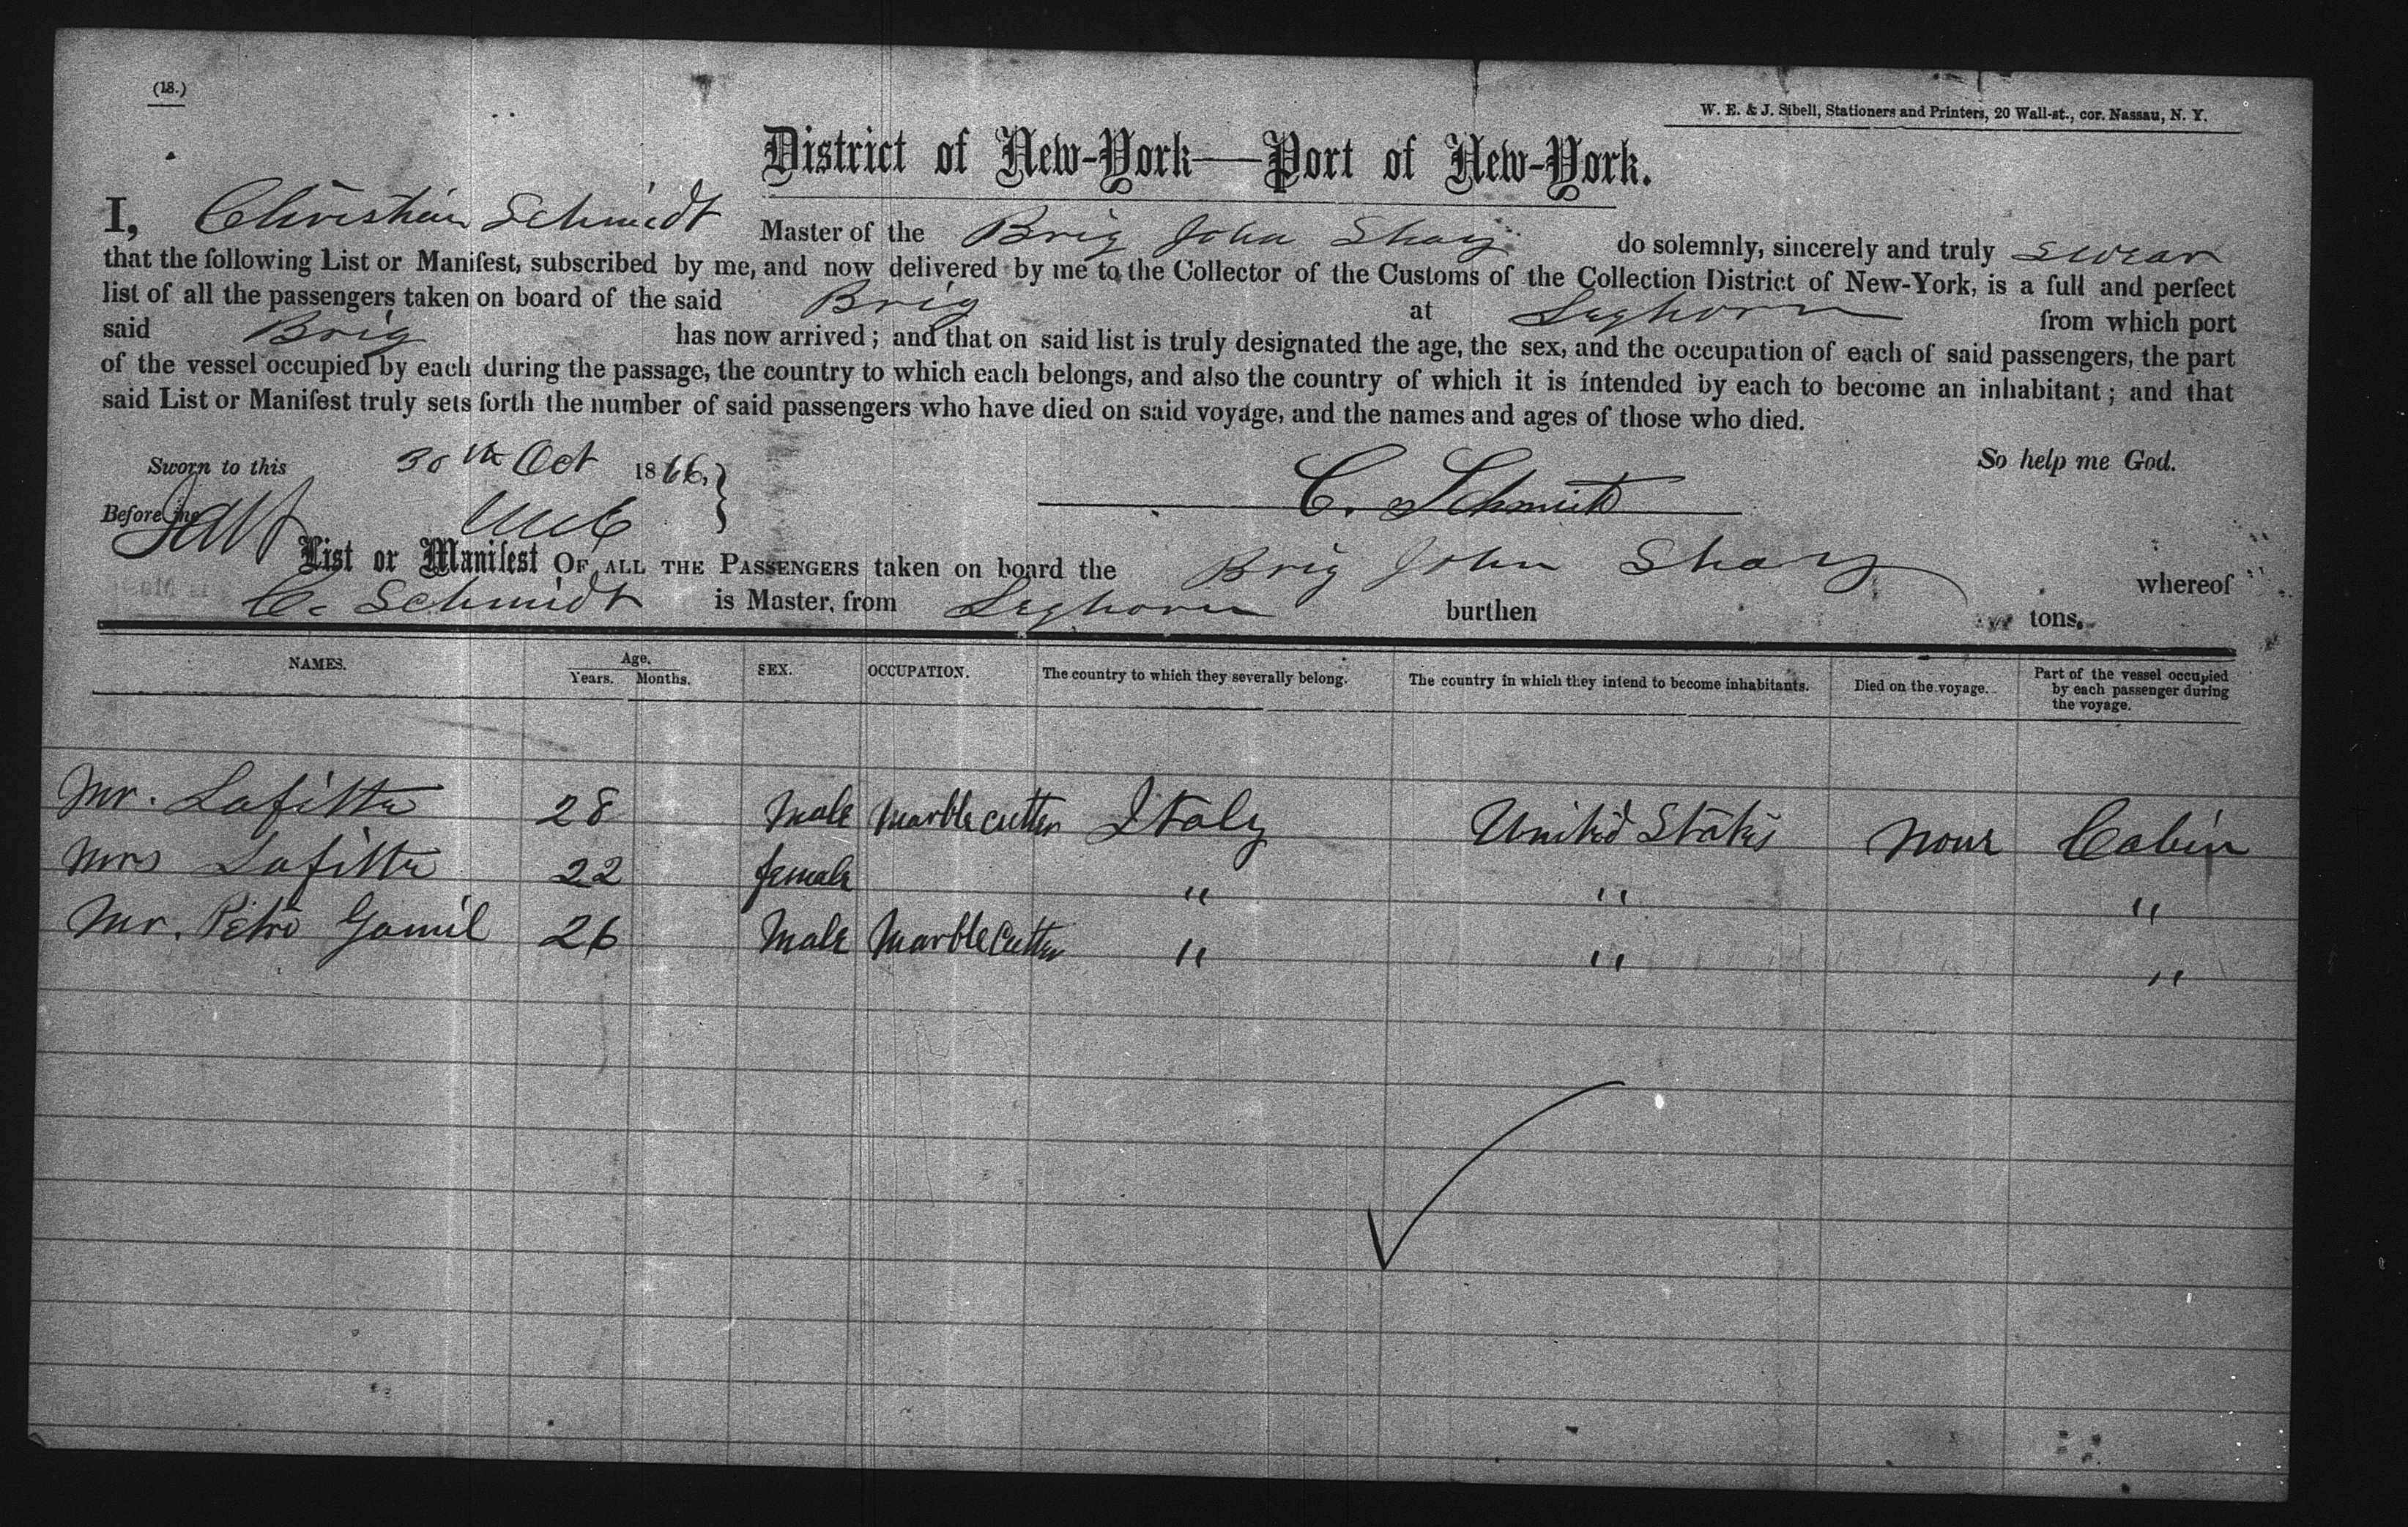 (18.)
W. E. & J. Sibell, Stationers and Printers, 20 Wall-st., cor. Nassau, N. Y.
District of New-York—Port of New-York.
I, Christian Schmidt Master of the Brig John Shay do solemnly, sincerely and truly swear
that the following List or Manifest, subscribed by me, and now delivered by me to the Collector of the Customs of the Collection District of New-York, is a full and perfect
list of all the passengers taken on board of the said Brig at Leghorn from which port
said Brig has now arrived; and that on said list is truly designated the age, the sex, and the occupation of each of said passengers, the part
of the vessel occupied by each during the passage, the country to which each belongs, and also the country of which it is intended by each to become an inhabitant; and that
said List or Manifest truly sets forth the number of said passengers who have died on said voyage, and the names and ages of those who died.
So help me God.
Sworn to this 30th Oct 1866,
C. Schmidt
Before me
List or Manifest OF ALL THE PASSENGERS taken on board the Brig John Shay whereof
C. Schmidt is Master, from Leghorn burthen tons.
NAMES. Age. Years. Months. SEX. OCCUPATION. The country to which they severally belong. The country in which they intend to become inhabitants. Died on the voyage. Part of the vessel occupied by each passenger during the voyage.
Mr. Lafitte 28 Male Marble cutter Italy United States None Cabin
Mrs Lafitte 22 female " " "
Mr. Petro Gamil 26 Male Marble Cutter " " "